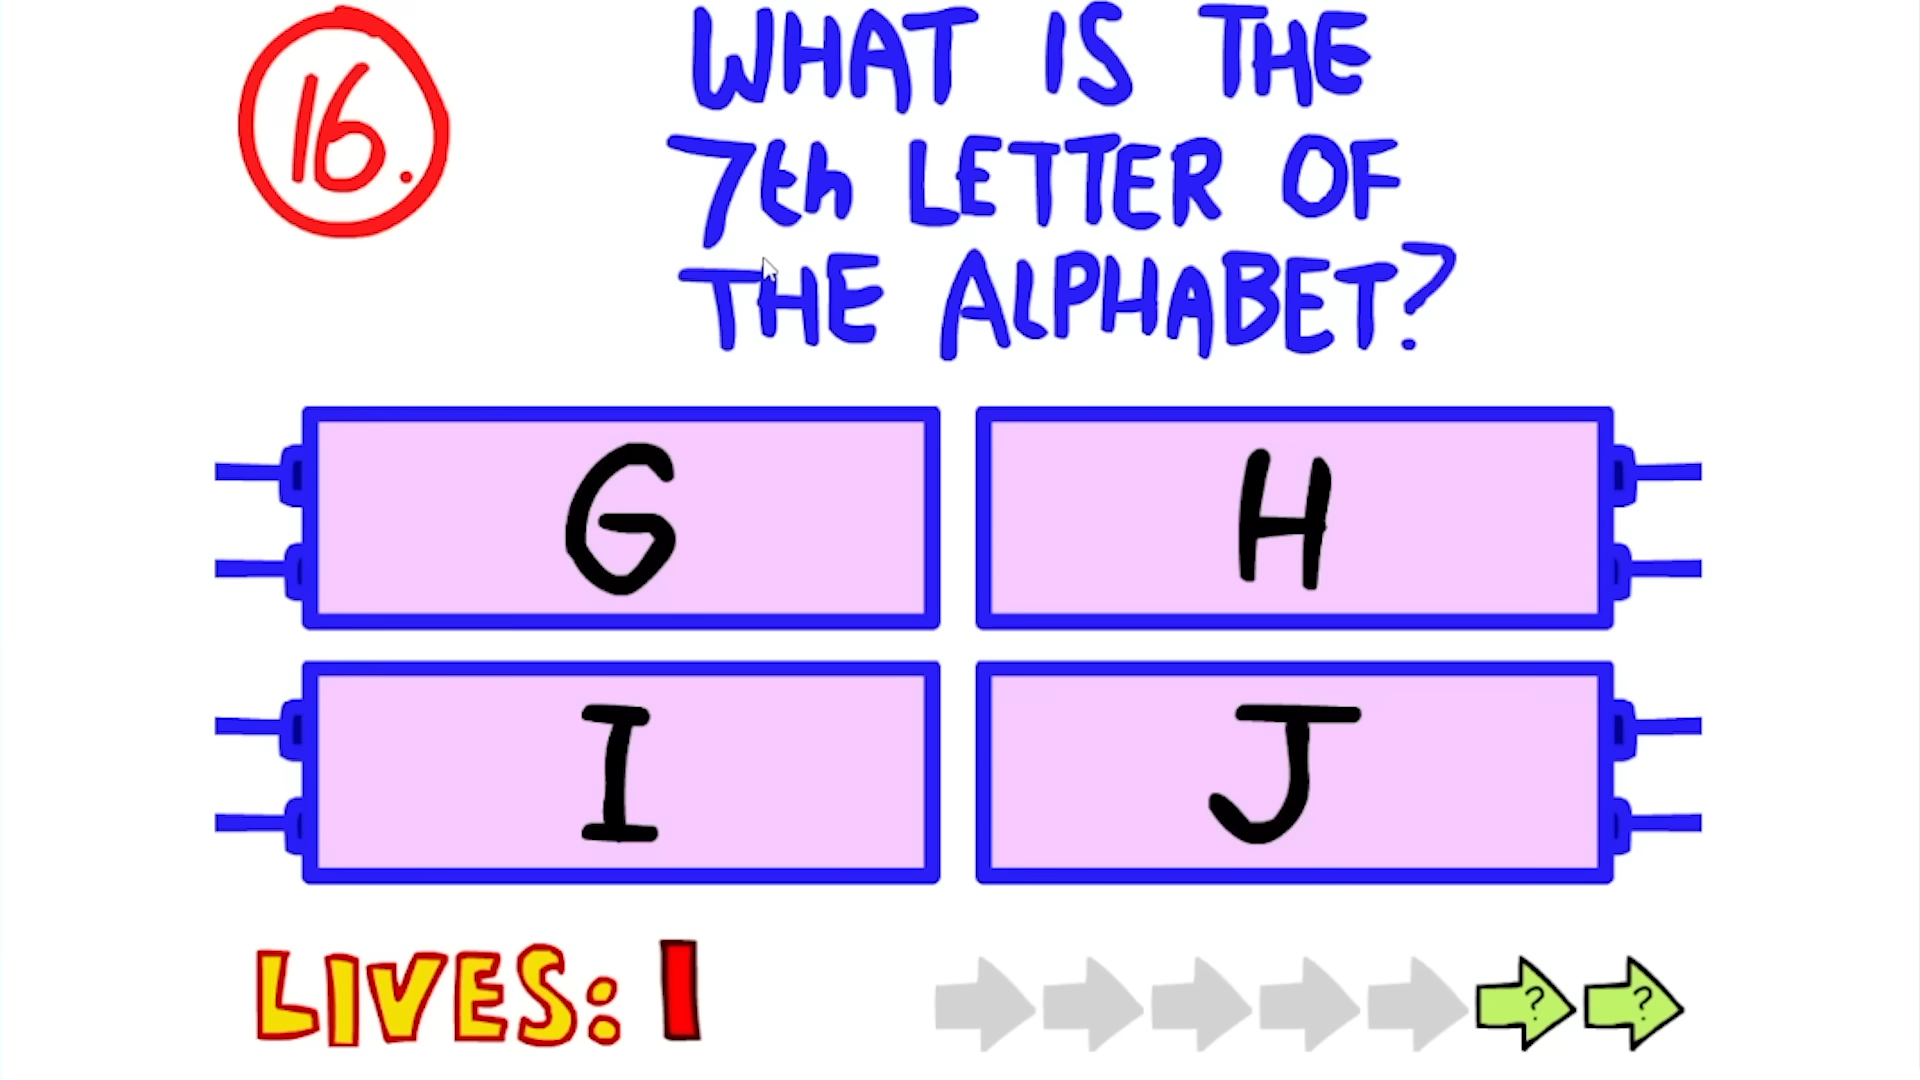 16.
WHAT IS THE
7th LETTER OF
THE ALPHABET?
G
H
I
J
LIVES: 1
? ?